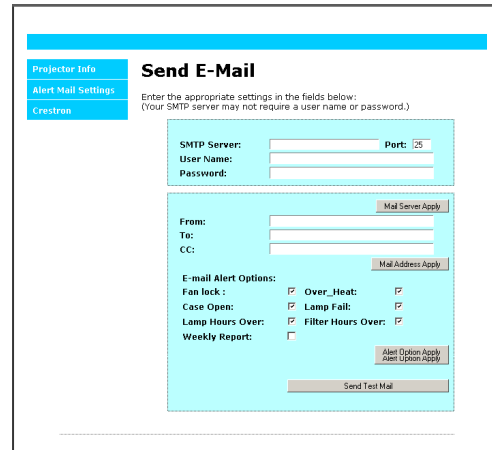 Projector Info
Alert Mail Settings
Crestron
Send E-Mail
Enter the appropriate settings in the fields below:
(Your SMTP server may not require a user name or password.)
SMTP Server: Port: 25
User Name:
Password:
Mail Server Apply
From:
To:
CC:
Mail Address Apply
E-mail Alert Options:
Fan lock : Over_Heat:
Case Open: Lamp Fail:
Lamp Hours Over: Filter Hours Over:
Weekly Report:
Alert Option Apply
Alert Option Apply
Send Test Mail